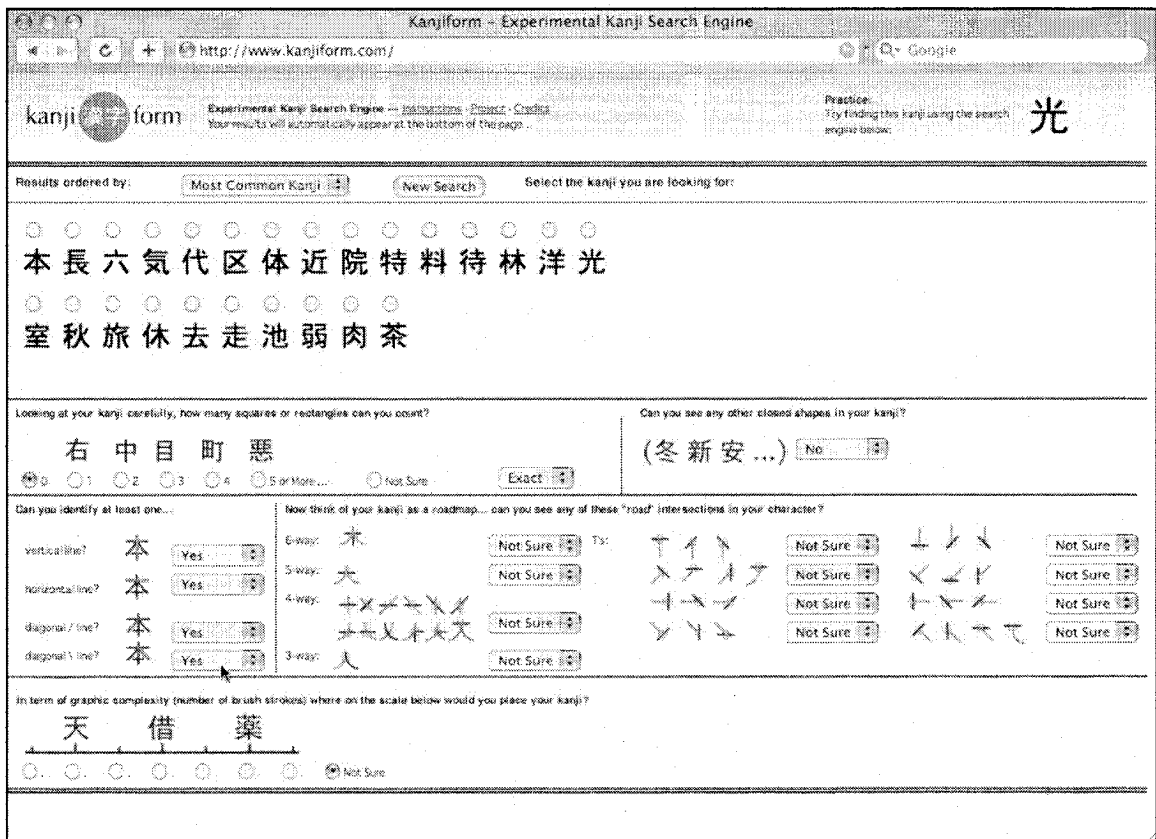 Kanjiform – Experimental Kanji Search Engine
http://www.kanjiform.com/
Google
kanji 漢字 form
Experimental Kanji Search Engine — Instructions · Project · Credits
Your results will automatically appear at the bottom of the page...
Practice:
Try finding this kanji using the search engine below:
光
Results ordered by: Most Common Kanji New Search Select the kanji you are looking for:
本 長 六 気 代 区 体 近 院 特 料 待 林 洋 光
室 秋 旅 休 去 走 池 弱 肉 茶
Looking at your kanji carefully, how many squares or rectangles can you count?
右 中 目 町 悪
0 1 2 3 4 5 or More ... Not Sure Exact
Can you see any other closed shapes in your kanji?
(冬 新 安 ...) No
Can you identify at least one...
vertical line? 本 Yes
horizontal line? 本 Yes
diagonal / line? 本 Yes
diagonal \ line? 本 Yes
Now think of your kanji as a roadmap... can you see any of these "road" intersections in your character?
6-way: Not Sure
5-way: Not Sure
4-way: Not Sure
3-way: Not Sure
T's: Not Sure Not Sure
Not Sure Not Sure
Not Sure Not Sure
Not Sure Not Sure
In term of graphic complexity (number of brush strokes) where on the scale below would you place your kanji?
天 借 薬
Not Sure